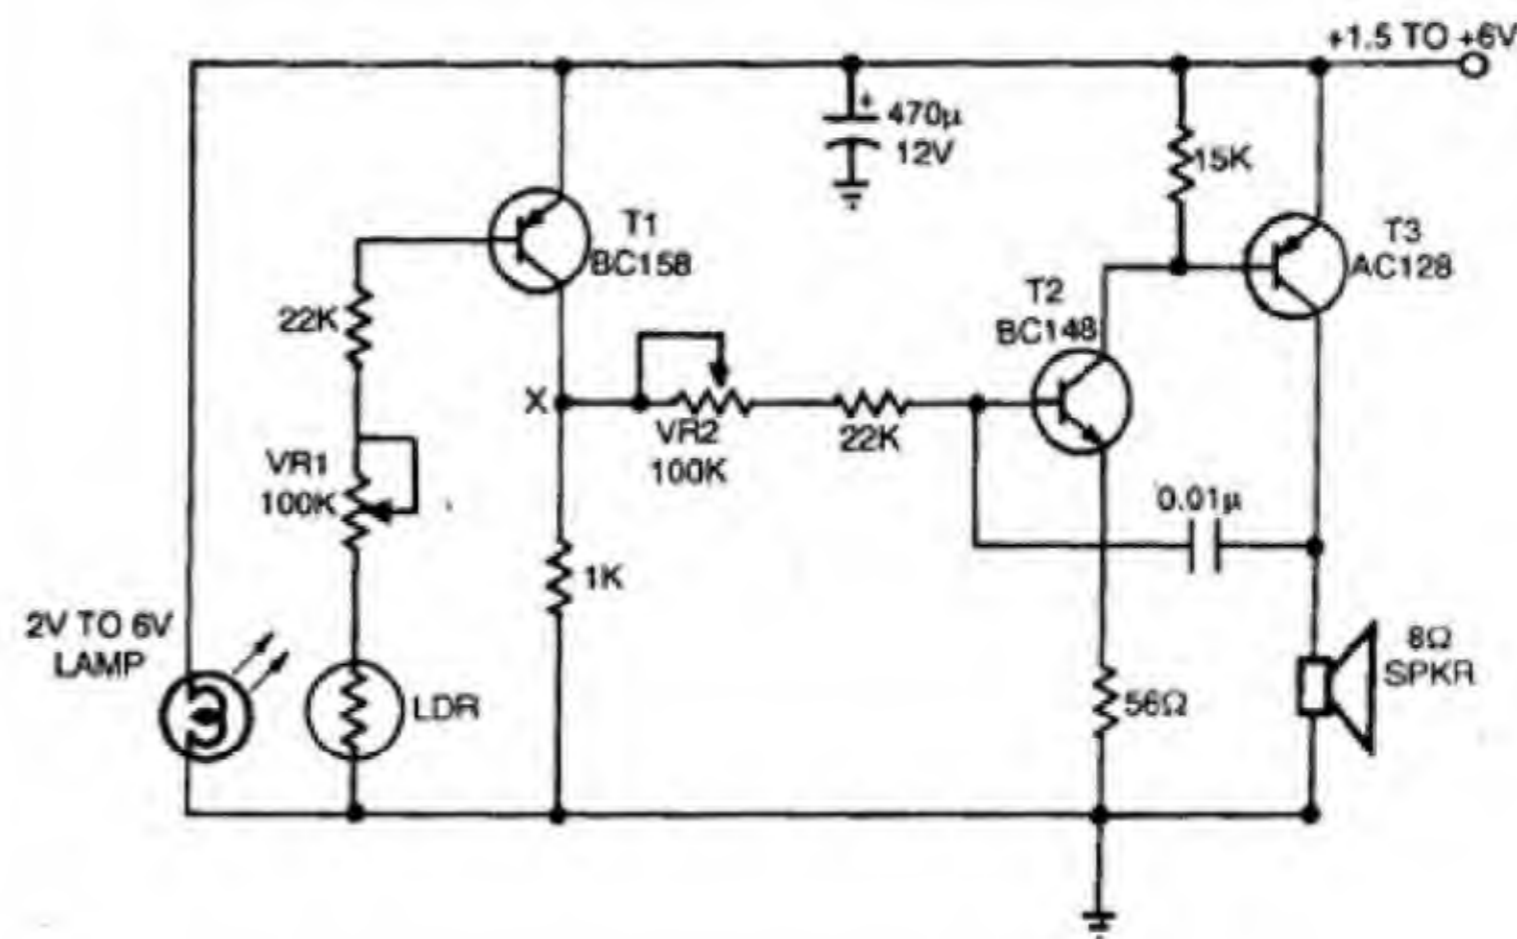 +1.5 TO +6V
+
470µ
12V
15K
T1
BC158
T3
AC128
T2
BC148
22K
X
VR2
100K
22K
VR1
100K
0.01µ
1K
2V TO 6V
LAMP
LDR
56Ω
8Ω
SPKR